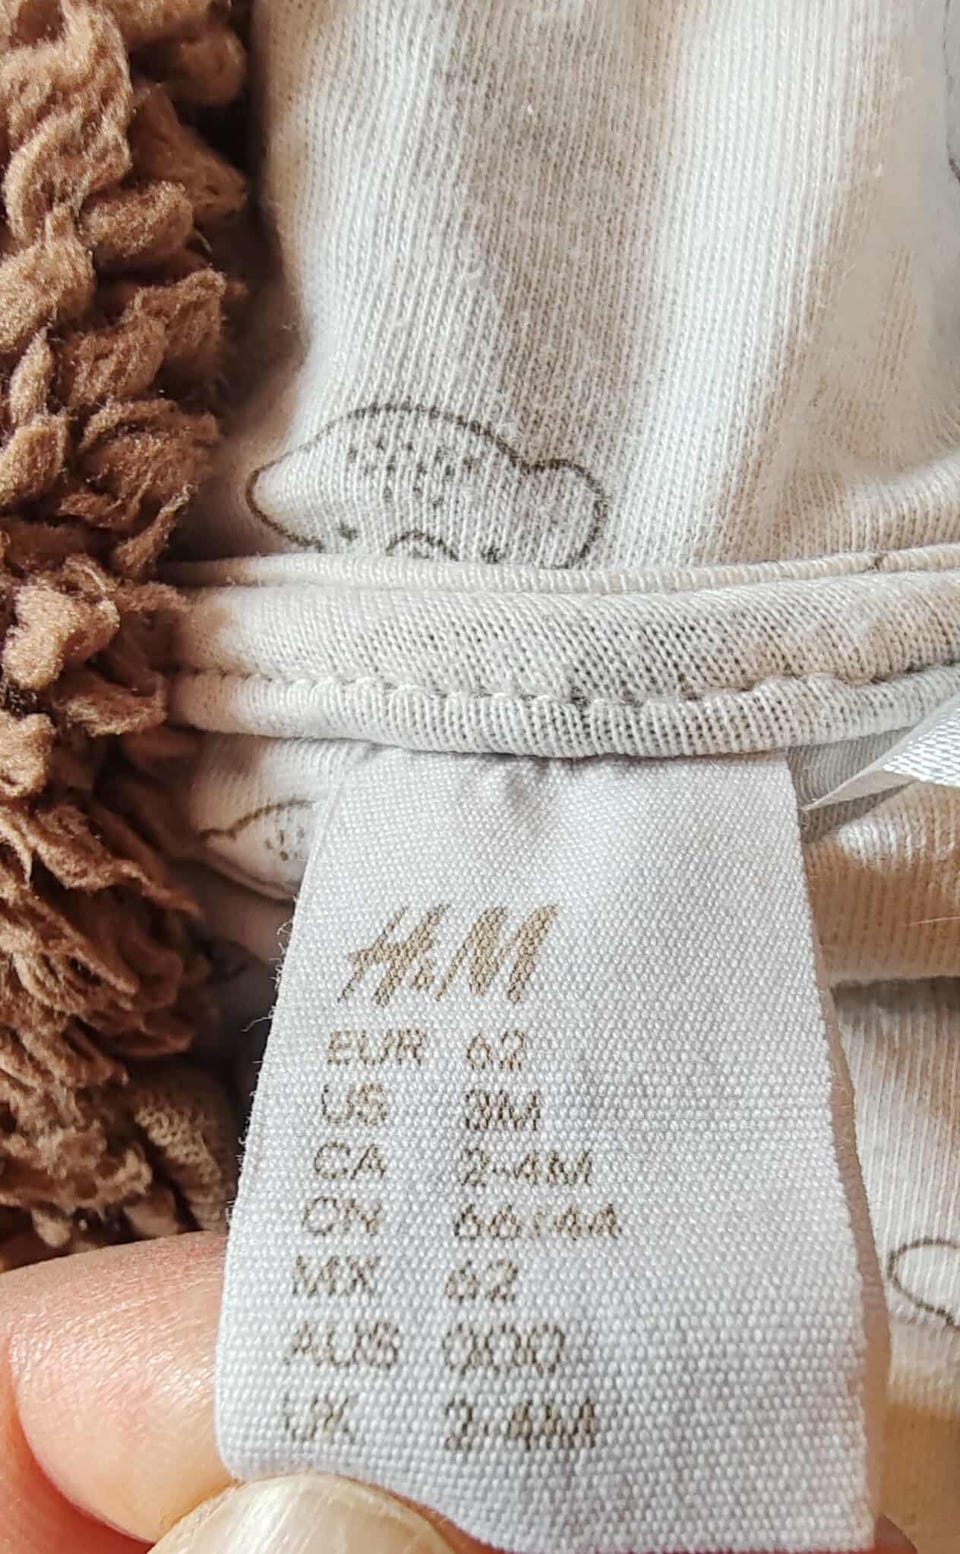 H&M
EUR 62
US 3M
CA 2-4M
CN 66/44
MX 62
AUS 000
UK 2-4M